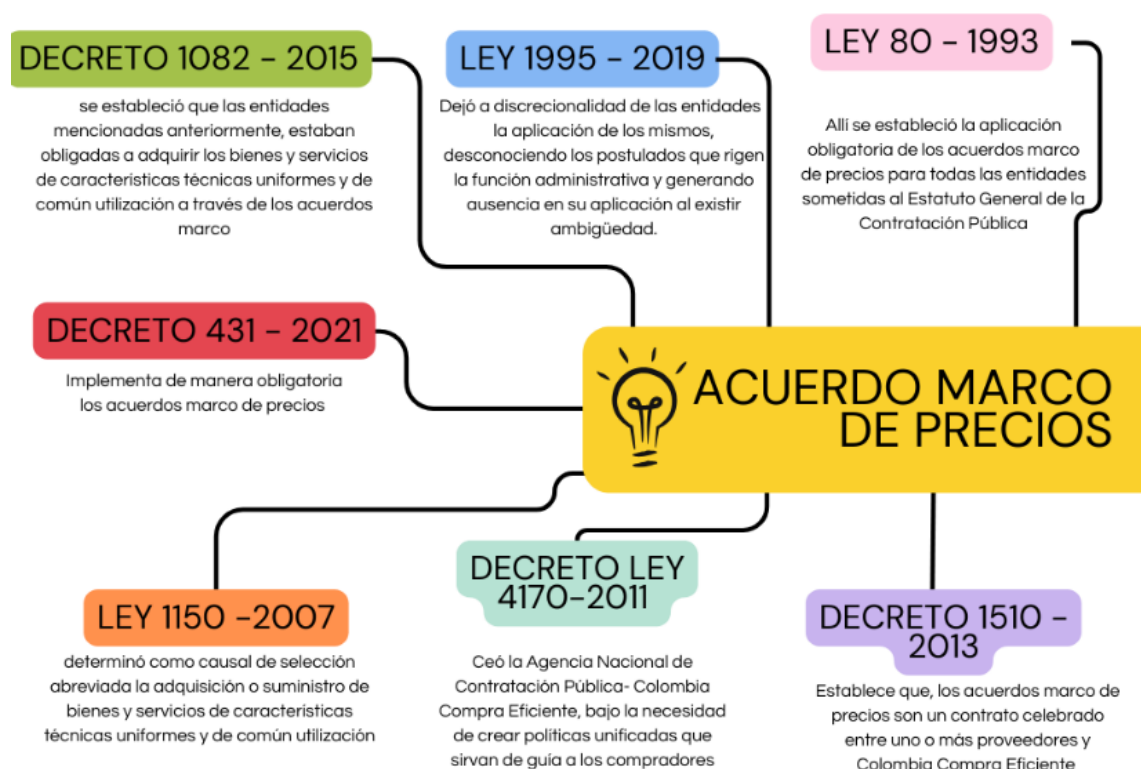 DECRETO 1082 - 2015
se estableció que las entidades
mencionadas anteriormente, estaban
obligadas a adquirir los bienes y servicios
de características técnicas uniformes y de
común utilización a través de los acuerdos
marco
LEY 1995 - 2019
Dejó a discrecionalidad de las entidades
la aplicación de los mismos,
desconociendo los postulados que rigen
la función administrativa y generando
ausencia en su aplicación al existir
ambigüedad.
LEY 80 - 1993
Allí se estableció la aplicación
obligatoria de los acuerdos marco
de precios para todas las entidades
sometidas al Estatuto General de la
Contratación Pública
DECRETO 431 - 2021
Implementa de manera obligatoria
los acuerdos marco de precios
ACUERDO MARCO
DE PRECIOS
LEY 1150 -2007
determinó como causal de selección
abreviada la adquisición o suministro de
bienes y servicios de características
técnicas uniformes y de común utilización
DECRETO LEY
4170-2011
Ceó la Agencia Nacional de
Contratación Pública- Colombia
Compra Eficiente, bajo la necesidad
de crear políticas unificadas que
sirvan de guía a los compradores
DECRETO 1510 -
2013
Establece que, los acuerdos marco de
precios son un contrato celebrado
entre uno o más proveedores y
Colombia Compra Eficiente